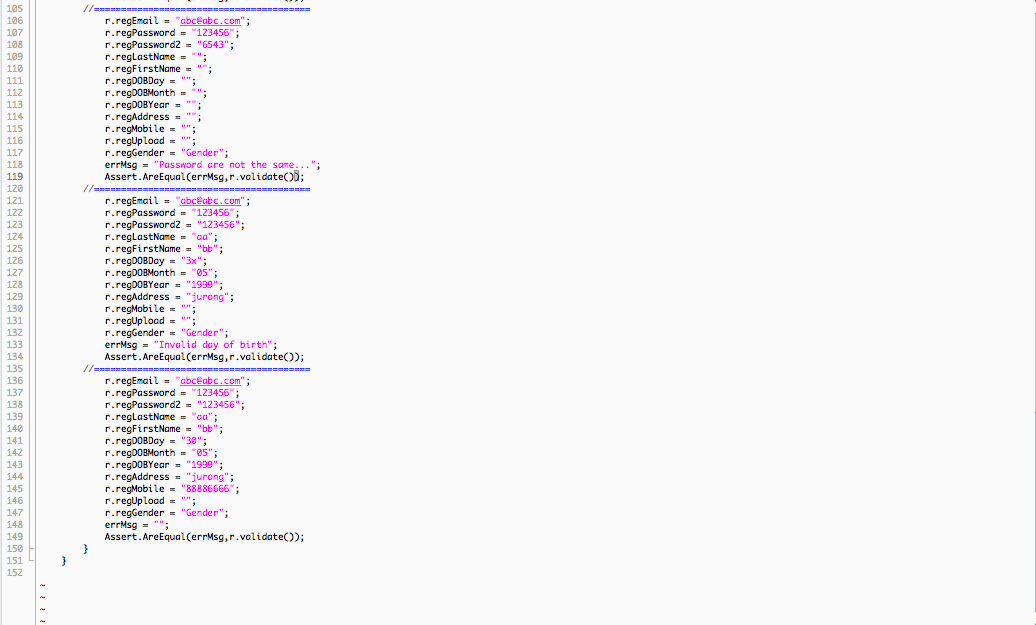 105 //========================================
106 r.regEmail = "abc@abc.com";
107 r.regPassword = "123456";
108 r.regPassword2 = "6543";
109 r.regLastName = "";
110 r.regFirstName = "";
111 r.regDOBDay = "";
112 r.regDOBMonth = "";
113 r.regDOBYear = "";
114 r.regAddress = "";
115 r.regMobile = "";
116 r.regUpload = "";
117 r.regGender = "Gender";
118 errMsg = "Password are not the same...";
119 Assert.AreEqual(errMsg,r.validate());
120 //========================================
121 r.regEmail = "abc@abc.com";
122 r.regPassword = "123456";
123 r.regPassword2 = "123456";
124 r.regLastName = "aa";
125 r.regFirstName = "bb";
126 r.regDOBDay = "3x";
127 r.regDOBMonth = "05";
128 r.regDOBYear = "1999";
129 r.regAddress = "jurong";
130 r.regMobile = "";
131 r.regUpload = "";
132 r.regGender = "Gender";
133 errMsg = "Invalid day of birth";
134 Assert.AreEqual(errMsg,r.validate());
135 //========================================
136 r.regEmail = "abc@abc.com";
137 r.regPassword = "123456";
138 r.regPassword2 = "123456";
139 r.regLastName = "aa";
140 r.regFirstName = "bb";
141 r.regDOBDay = "30";
142 r.regDOBMonth = "05";
143 r.regDOBYear = "1999";
144 r.regAddress = "jurong";
145 r.regMobile = "88886666";
146 r.regUpload = "";
147 r.regGender = "Gender";
148 errMsg = "";
149 Assert.AreEqual(errMsg,r.validate());
150 }
151 }
152
~
~
~
~